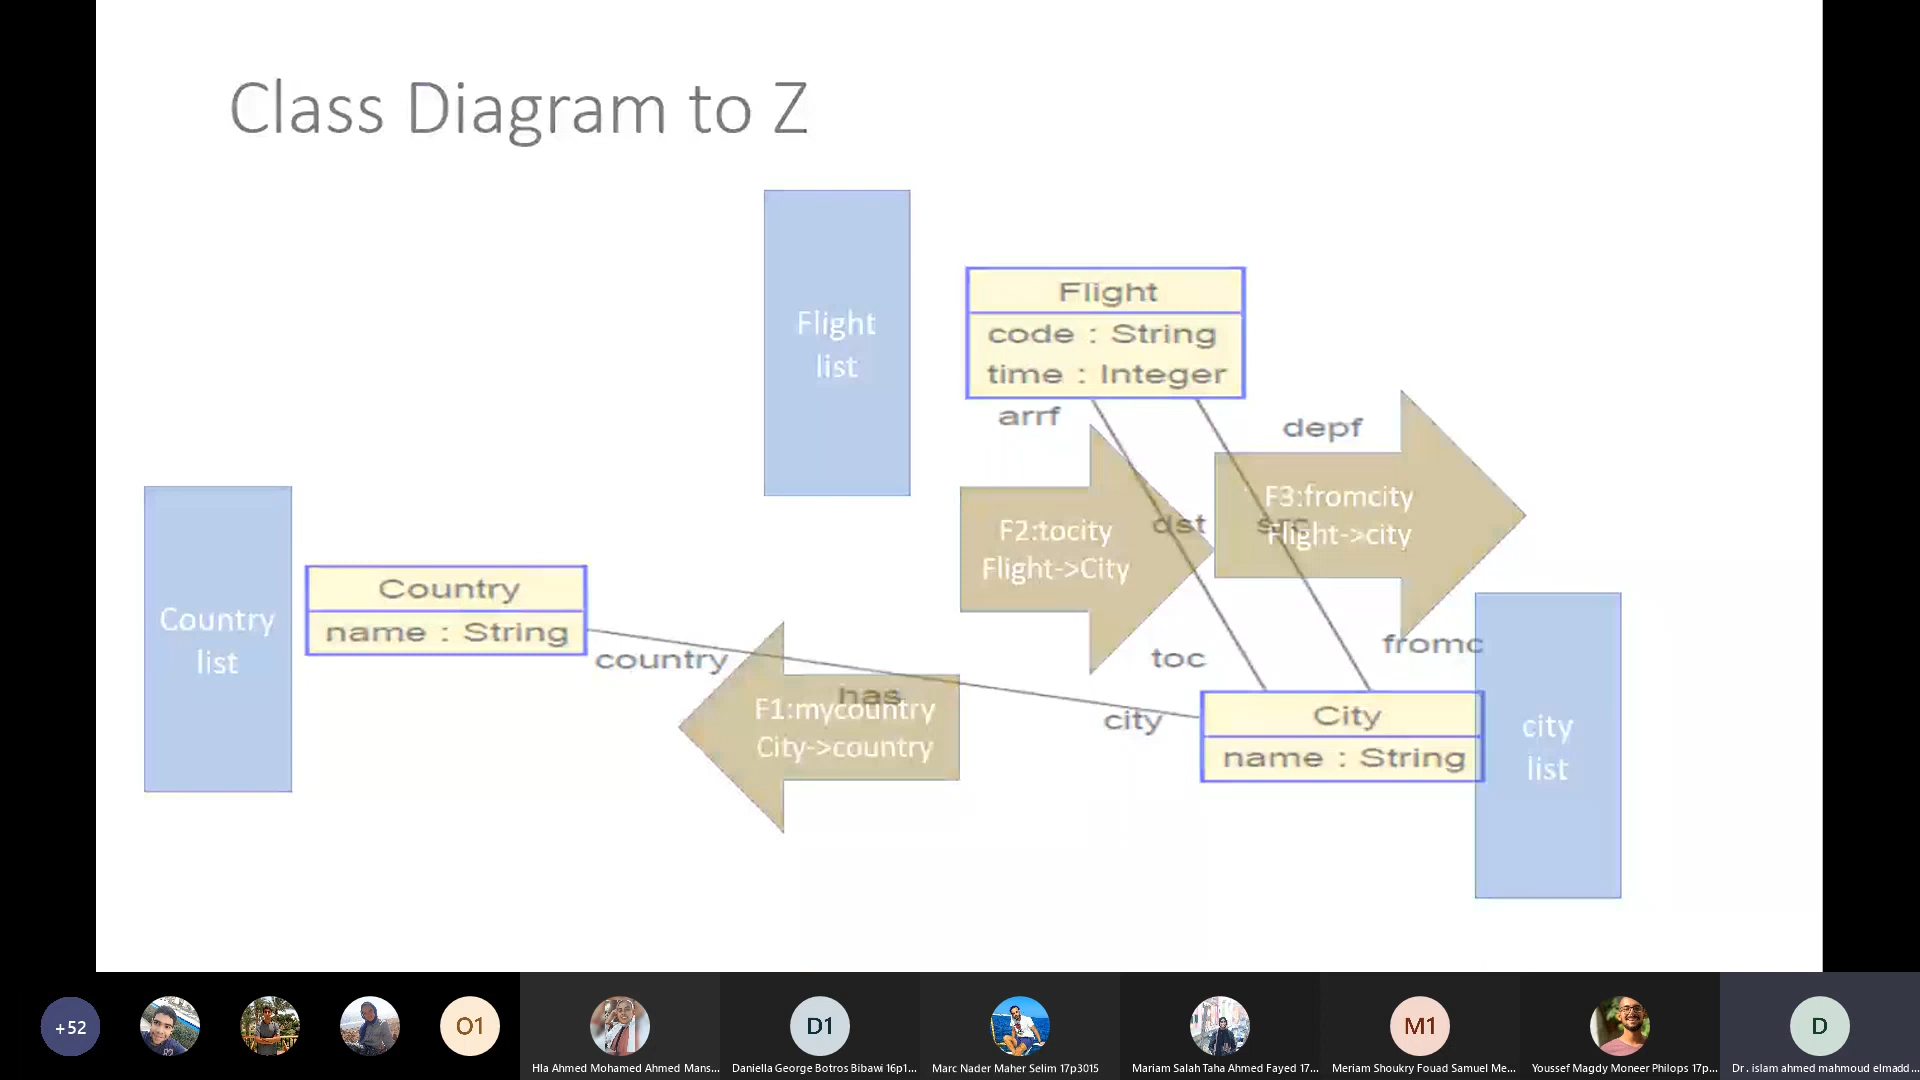 Class Diagram to Z
Flight
list
Flight
code : String
time : Integer
arrf
depf
F2:tocity
Flight->City
dst
F3:fromcity
src
Flight->city
Country
list
Country
name : String
country
has
F1:mycountry
City->country
toc
fromc
city
City
name : String
city
list
+52
O1
D1
M1
D
Hla Ahmed Mohamed Ahmed Mans...
Daniella George Botros Bibawi 16p1...
Marc Nader Maher Selim 17p3015
Mariam Salah Taha Ahmed Fayed 17...
Meriam Shoukry Fouad Samuel Me...
Youssef Magdy Moneer Philops 17p...
Dr. islam ahmed mahmoud elmadd...